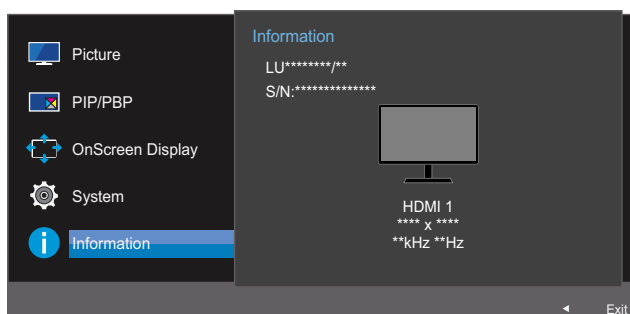 Picture
PIP/PBP
OnScreen Display
System
Information
Information
LU********/**
S/N:**************
HDMI 1
**** x ****
**kHz **Hz
Exit